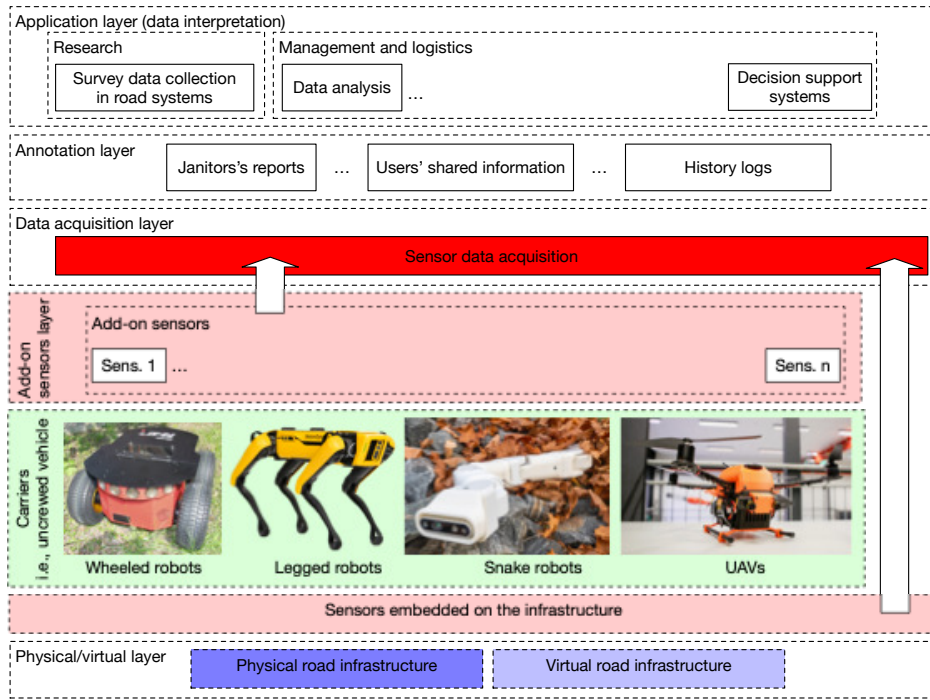 Application layer (data interpretation)
Research
Survey data collection
in road systems
Management and logistics
Data analysis
...
Decision support
systems
Annotation layer
Janitors's reports
...
Users' shared information
...
History logs
Data acquisition layer
Sensor data acquisition
Add-on
sensors layer
Add-on sensors
Sens. 1
...
Sens. n
Carriers
i.e., uncrewed vehicle
Wheeled robots
Legged robots
Snake robots
UAVs
Sensors embedded on the infrastructure
Physical/virtual layer
Physical road infrastructure
Virtual road infrastructure